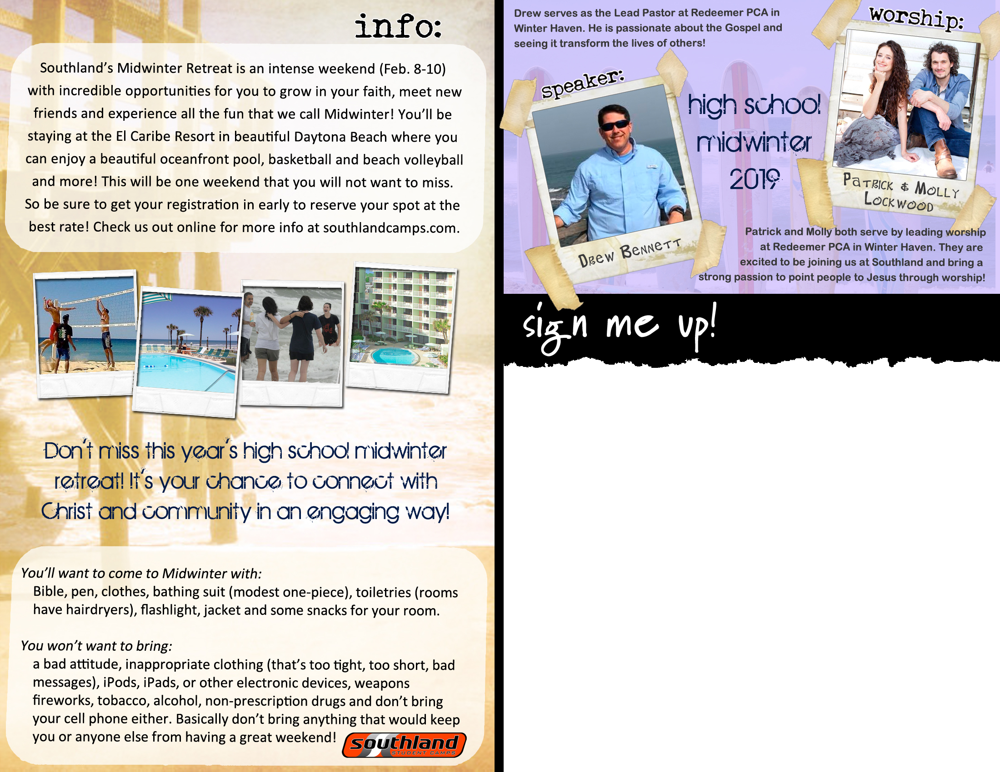 info:
Southland’s Midwinter Retreat is an intense weekend (Feb. 8-10)
with incredible opportunities for you to grow in your faith, meet new
friends and experience all the fun that we call Midwinter! You’ll be
staying at the El Caribe Resort in beautiful Daytona Beach where you
can enjoy a beautiful oceanfront pool, basketball and beach volleyball
and more! This will be one weekend that you will not want to miss.
So be sure to get your registration in early to reserve your spot at the
best rate! Check us out online for more info at southlandcamps.com.
Don't miss this year's high school midwinter
retreat! It's your chance to connect with
Christ and community in an engaging way!
You’ll want to come to Midwinter with:
Bible, pen, clothes, bathing suit (modest one-piece), toiletries (rooms
have hairdryers), flashlight, jacket and some snacks for your room.
You won’t want to bring:
a bad attitude, inappropriate clothing (that’s too tight, too short, bad
messages), iPods, iPads, or other electronic devices, weapons
fireworks, tobacco, alcohol, non-prescription drugs and don’t bring
your cell phone either. Basically don’t bring anything that would keep
you or anyone else from having a great weekend!
southland
STUDENT CAMPS
Drew serves as the Lead Pastor at Redeemer PCA in
Winter Haven. He is passionate about the Gospel and
seeing it transform the lives of others!
speaker:
Drew Bennett
high school
midwinter
2019
worship:
Patrick & Molly
Lockwood
Patrick and Molly both serve by leading worship
at Redeemer PCA in Winter Haven. They are
excited to be joining us at Southland and bring a
strong passion to point people to Jesus through worship!
sign me up!